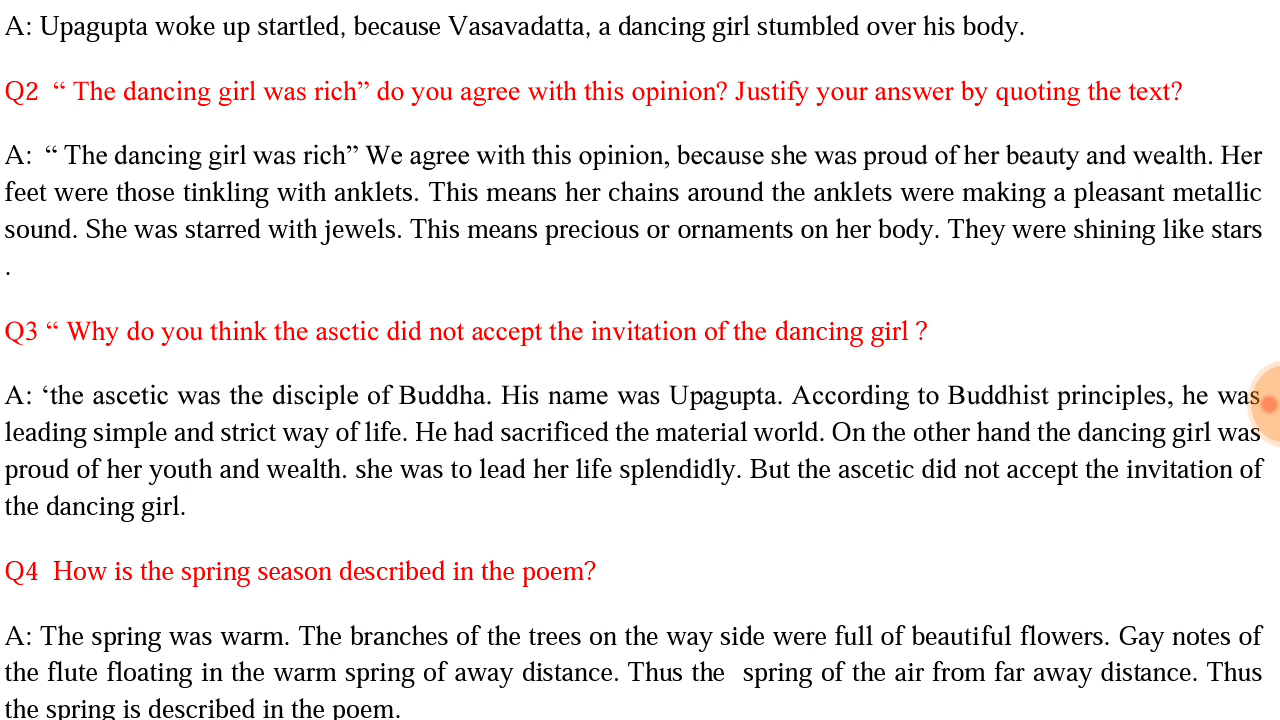 A: Upagupta woke up startled, because Vasavadatta, a dancing girl stumbled over his body.
Q2 “ The dancing girl was rich” do you agree with this opinion? Justify your answer by quoting the text?
A: “ The dancing girl was rich” We agree with this opinion, because she was proud of her beauty and wealth. Her
feet were those tinkling with anklets. This means her chains around the anklets were making a pleasant metallic
sound. She was starred with jewels. This means precious or ornaments on her body. They were shining like stars
.
Q3 “ Why do you think the asctic did not accept the invitation of the dancing girl ?
A: ‘the ascetic was the disciple of Buddha. His name was Upagupta. According to Buddhist principles, he was
leading simple and strict way of life. He had sacrificed the material world. On the other hand the dancing girl was
proud of her youth and wealth. she was to lead her life splendidly. But the ascetic did not accept the invitation of
the dancing girl.
Q4 How is the spring season described in the poem?
A: The spring was warm. The branches of the trees on the way side were full of beautiful flowers. Gay notes of
the flute floating in the warm spring of away distance. Thus the spring of the air from far away distance. Thus
the spring is described in the poem.